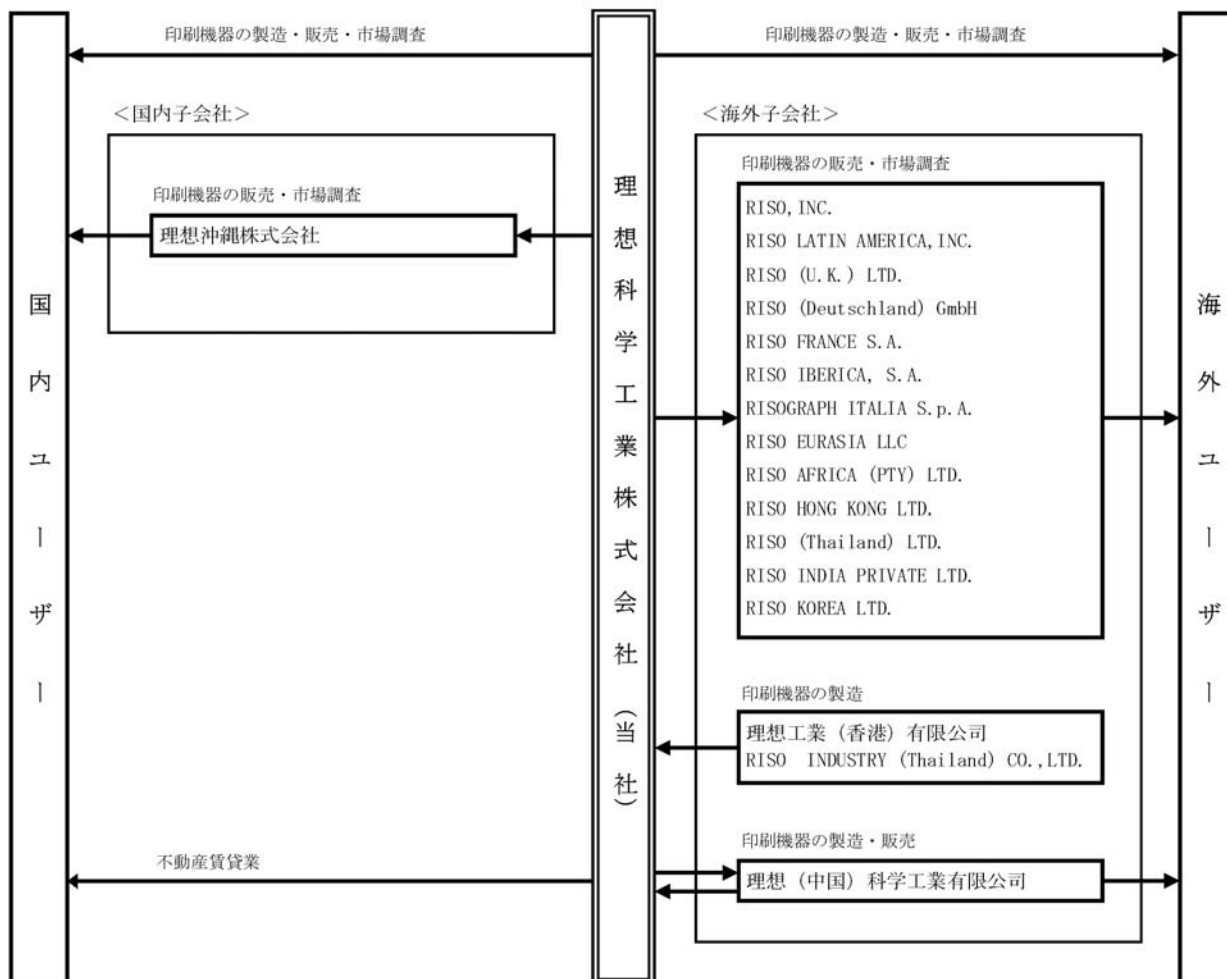 印刷機器の製造・販売・市場調査
印刷機器の製造・販売・市場調査
＜国内子会社＞
＜海外子会社＞
印刷機器の販売・市場調査
理想沖縄株式会社
印刷機器の販売・市場調査
RISO,INC.
RISO LATIN AMERICA,INC.
RISO (U.K.) LTD.
RISO (Deutschland) GmbH
RISO FRANCE S.A.
RISO IBERICA, S.A.
RISOGRAPH ITALIA S.p.A.
RISO EURASIA LLC
RISO AFRICA (PTY) LTD.
RISO HONG KONG LTD.
RISO (Thailand) LTD.
RISO INDIA PRIVATE LTD.
RISO KOREA LTD.
国内ユーザー
理想科学工業株式会社（当社）
海外ユーザー
印刷機器の製造
理想工業（香港）有限公司
RISO INDUSTRY (Thailand) CO.,LTD.
印刷機器の製造・販売
理想（中国）科学工業有限公司
不動産賃貸業